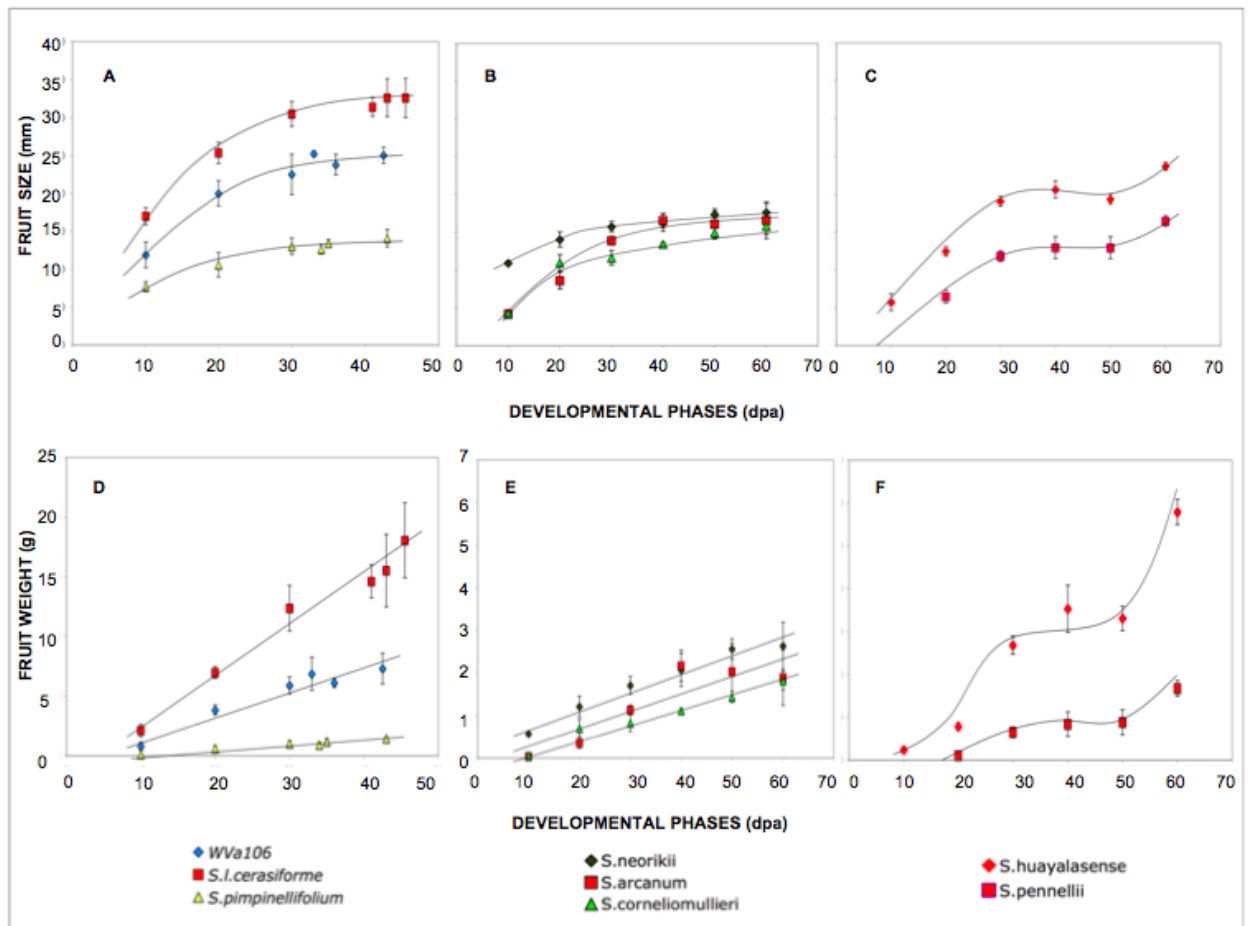 A
B
C
FRUIT SIZE (mm)
40
35
30
25
20
15
10
5
0
0 10 20 30 40 50
0 10 20 30 40 50 60 70
0 10 20 30 40 50 60 70
DEVELOPMENTAL PHASES (dpa)
D
E
F
FRUIT WEIGHT (g)
25
20
15
10
5
0
7
6
5
4
3
2
1
0
0 10 20 30 40 50
0 10 20 30 40 50 60 70
0 10 20 30 40 50 60 70
DEVELOPMENTAL PHASES (dpa)
WVa106
S.l.cerasiforme
S.pimpinellifolium
S.neorikii
S.arcanum
S.corneliomullieri
S.huayalasense
S.pennellii